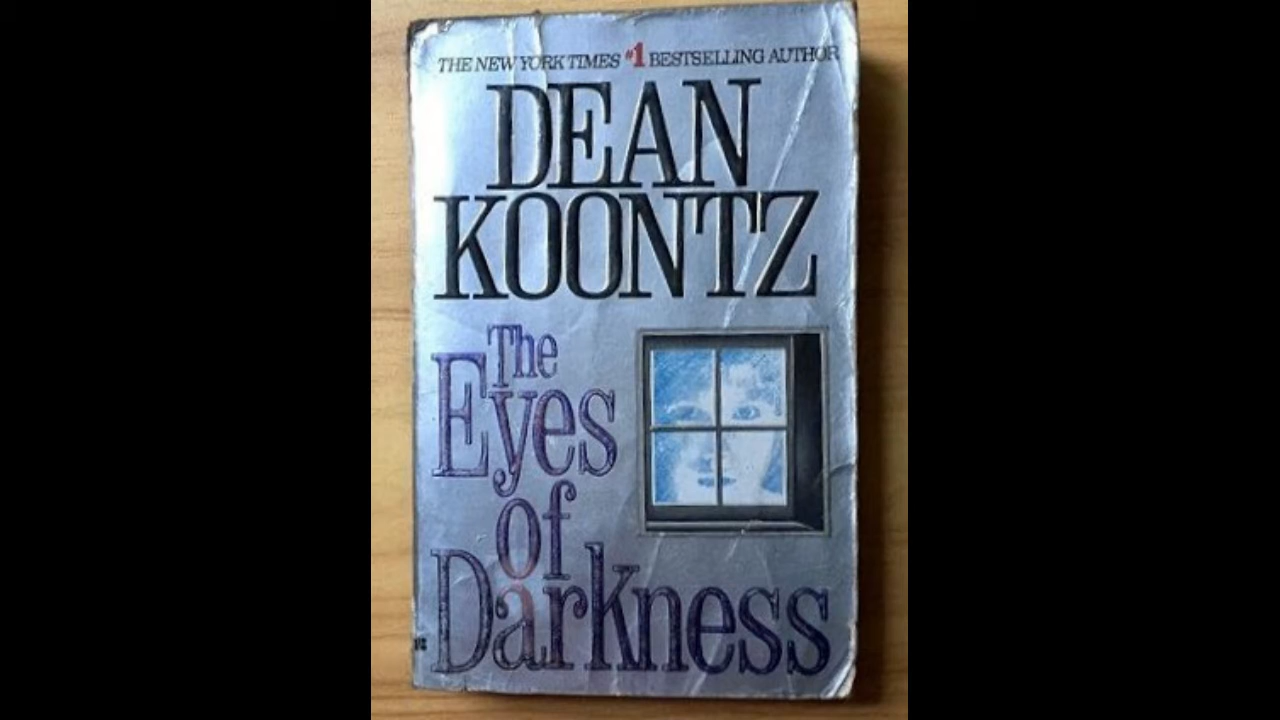 THE NEW YORK TIMES #1 BESTSELLING AUTHOR
DEAN
KOONTZ
The
Eyes
of
Darkness